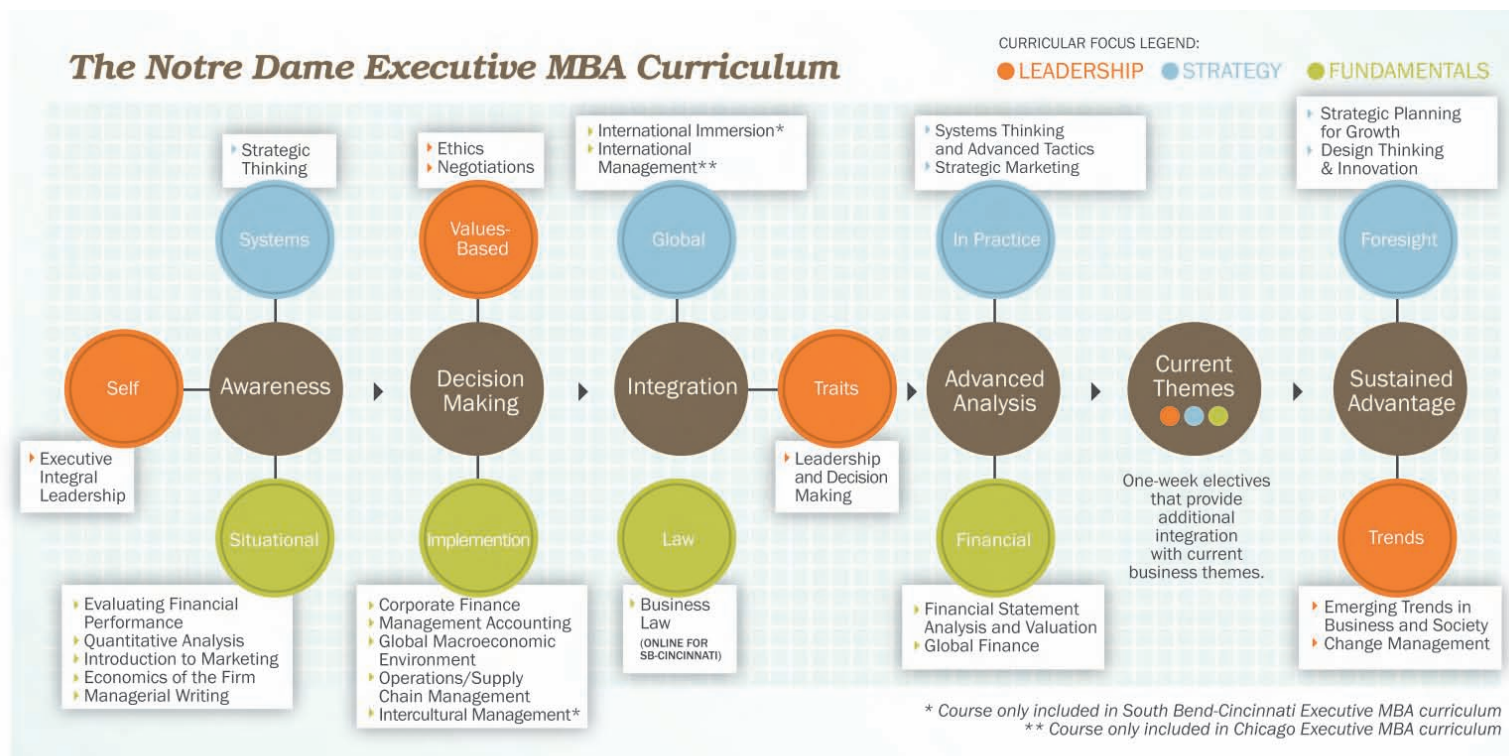 The Notre Dame Executive MBA Curriculum
CURRICULAR FOCUS LEGEND:
LEADERSHIP STRATEGY FUNDAMENTALS
Strategic
Thinking
Systems
Ethics
Negotiations
Values-
Based
International Immersion*
International
Management**
Global
Systems Thinking
and Advanced Tactics
Strategic Marketing
In Practice
Strategic Planning
for Growth
Design Thinking
& Innovation
Foresight
Self
Awareness
Decision
Making
Integration
Traits
Advanced
Analysis
Current
Themes
Sustained
Advantage
Executive
Integral
Leadership
Leadership
and Decision
Making
One-week electives
that provide
additional
integration
with current
business themes.
Situational
Evaluating Financial
Performance
Quantitative Analysis
Introduction to Marketing
Economics of the Firm
Managerial Writing
Implemention
Corporate Finance
Management Accounting
Global Macroeconomic
Environment
Operations/Supply
Chain Management
Intercultural Management*
Law
Business
Law
(ONLINE FOR
SB-CINCINNATI)
Financial
Financial Statement
Analysis and Valuation
Global Finance
Trends
Emerging Trends in
Business and Society
Change Management
* Course only included in South Bend-Cincinnati Executive MBA curriculum
** Course only included in Chicago Executive MBA curriculum